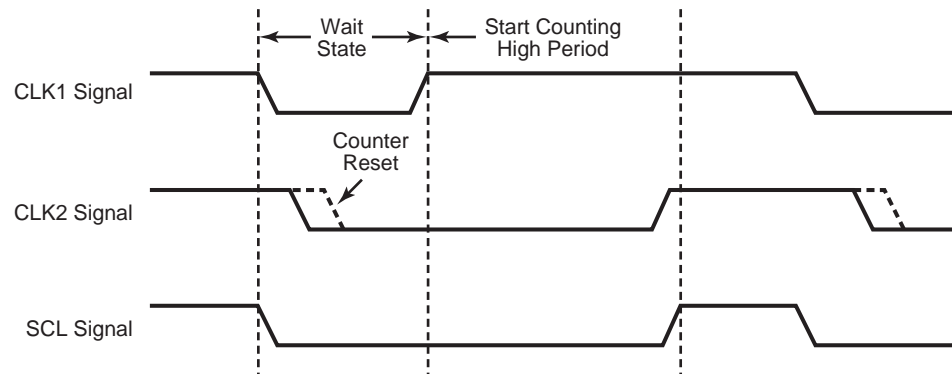 Wait
State
Start Counting
High Period
CLK1 Signal
Counter
Reset
CLK2 Signal
SCL Signal